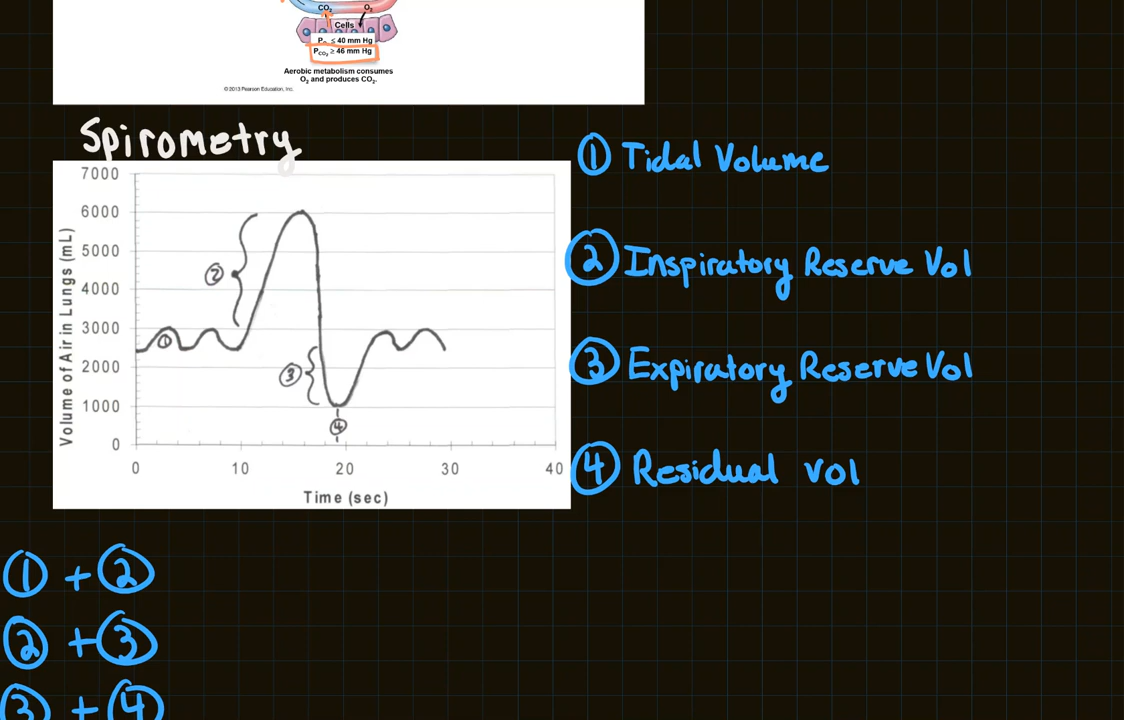 CO₂ O₂
Cells
P ≤ 40 mm Hg
PCO₂ ≥ 46 mm Hg
Aerobic metabolism consumes
O₂ and produces CO₂.
©2013 Pearson Education, Inc.
Spirometry
7000
6000
5000
4000
3000
2000
1000
0
Volume of Air in Lungs (mL)
②
①
③
④
0 10 20 30 40
Time (sec)
① Tidal Volume
② Inspiratory Reserve Vol
③ Expiratory Reserve Vol
④ Residual Vol
① + ②
② + ③
③ + ④